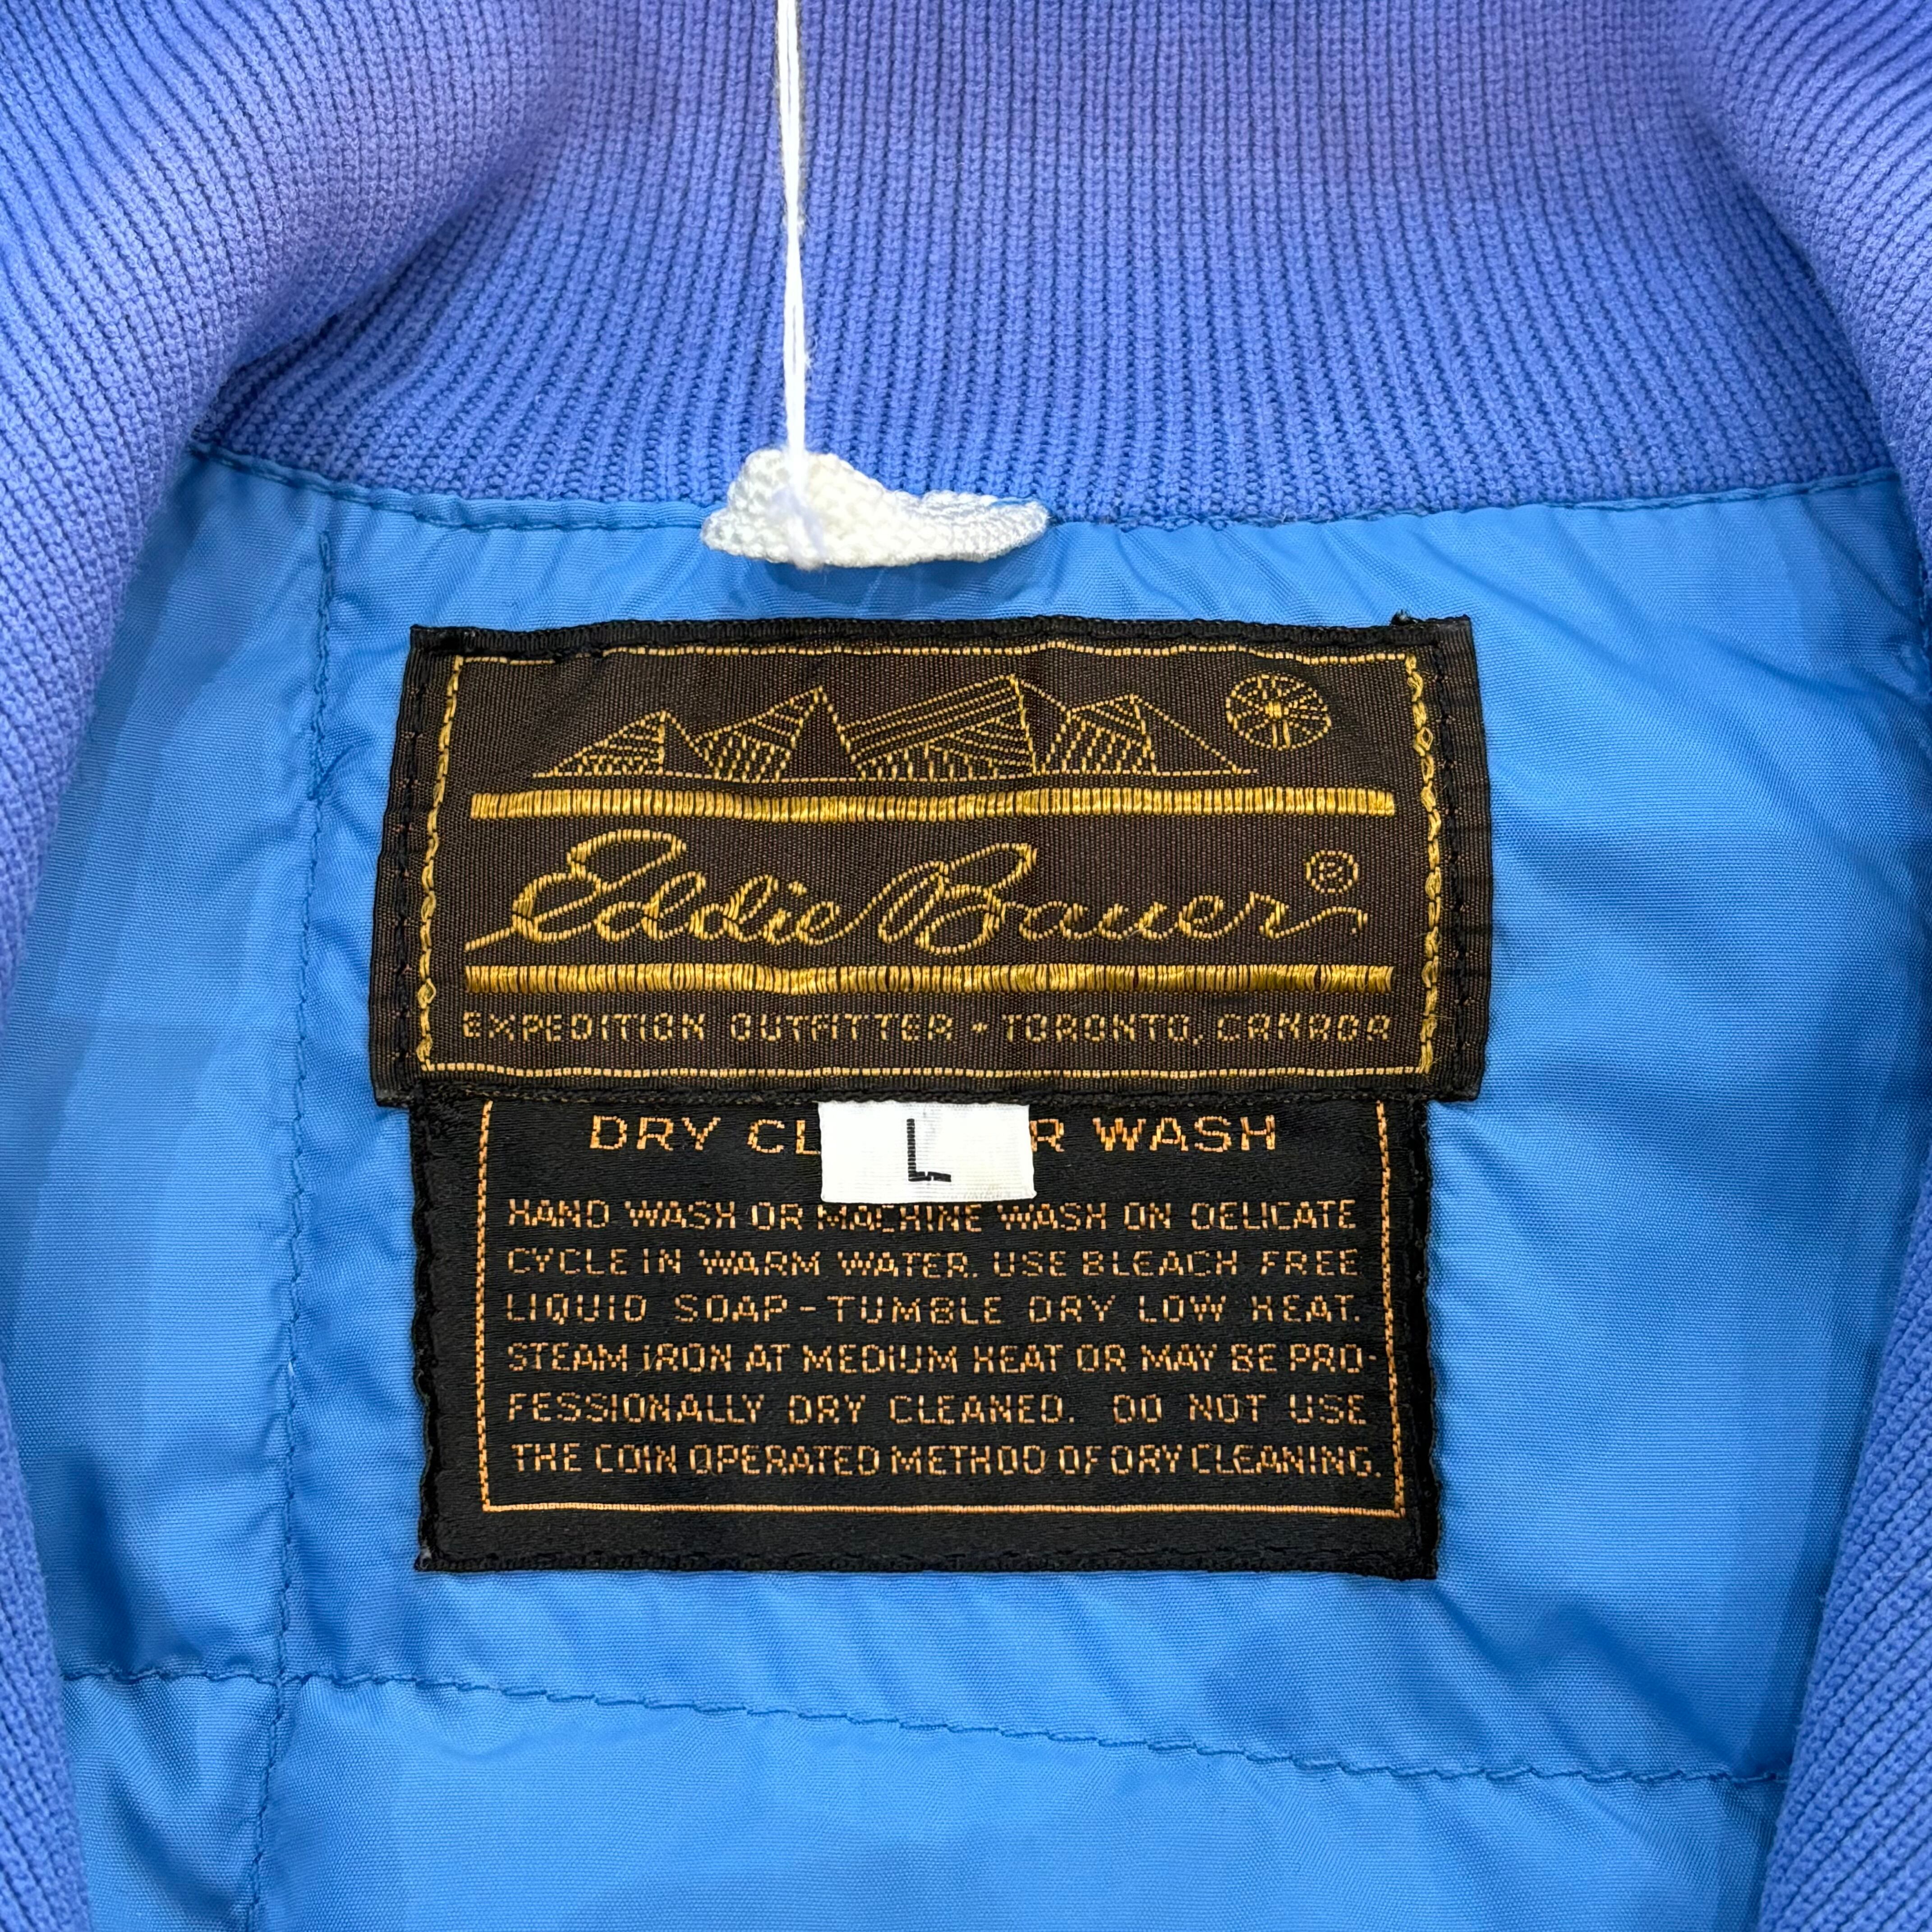 Eddie Bauer ®
EXPEDITION OUTFITTER • TORONTO, CANADA
L
DRY CL R WASH
HAND WASH OR MACHINE WASH ON DELICATE
CYCLE IN WARM WATER. USE BLEACH FREE
LIQUID SOAP-TUMBLE DRY LOW HEAT.
STEAM IRON AT MEDIUM HEAT OR MAY BE PRO-
FESSIONALLY DRY CLEANED. DO NOT USE
THE COIN OPERATED METHOD OF DRY CLEANING.